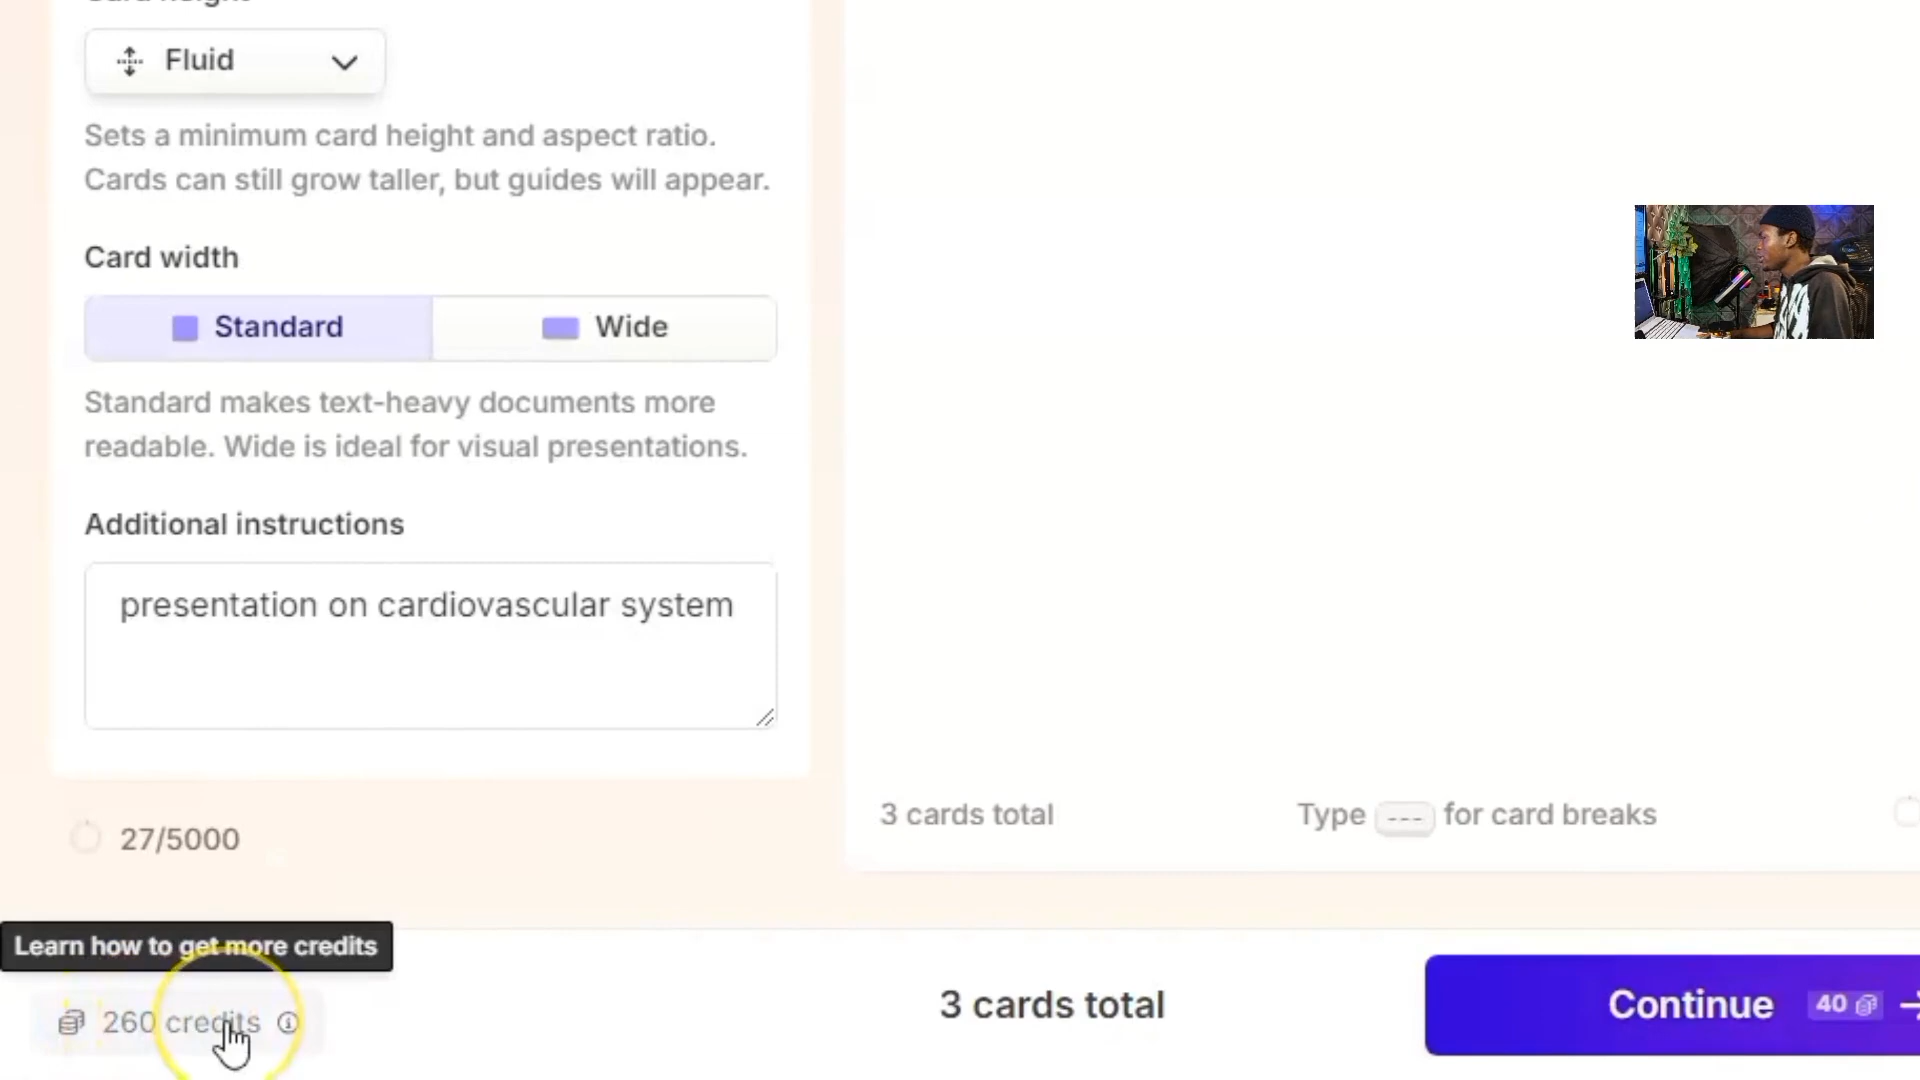 Fluid
Sets a minimum card height and aspect ratio.
Cards can still grow taller, but guides will appear.
Card width
Standard
Wide
Standard makes text-heavy documents more
readable. Wide is ideal for visual presentations.
Additional instructions
presentation on cardiovascular system
27/5000
3 cards total
Type --- for card breaks
Learn how to get more credits
260 credits
3 cards total
Continue 40